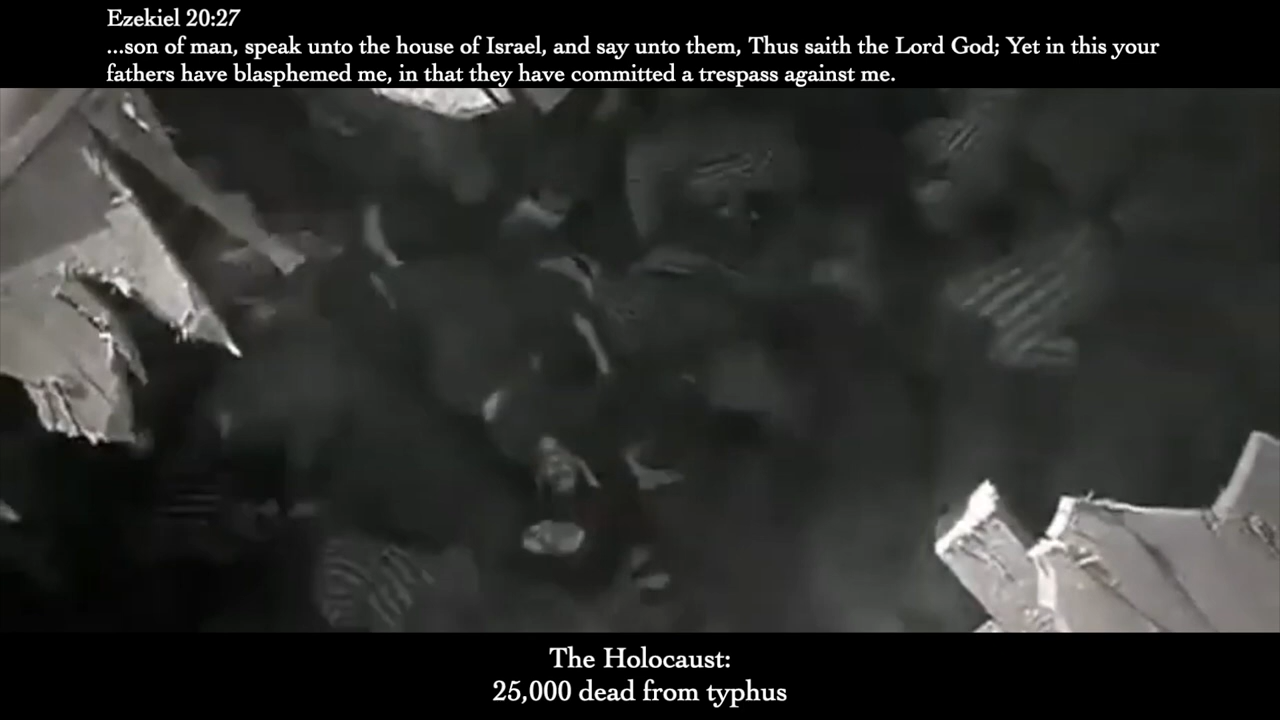 Ezekiel 20:27
...son of man, speak unto the house of Israel, and say unto them, Thus saith the Lord God; Yet in this your
fathers have blasphemed me, in that they have committed a trespass against me.
The Holocaust:
25,000 dead from typhus